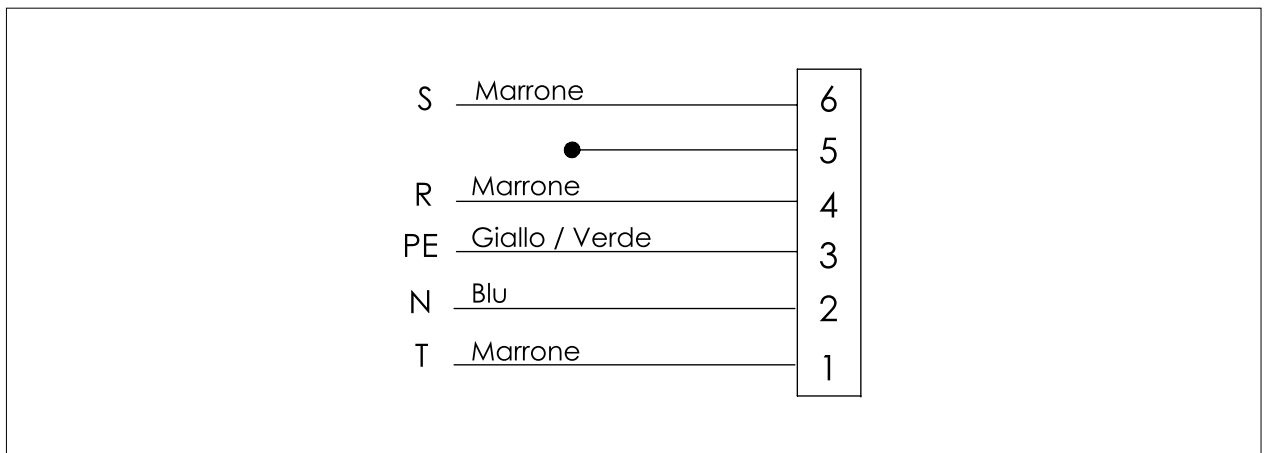 S Marrone 6
5
R Marrone 4
PE Giallo / Verde 3
N Blu 2
T Marrone 1